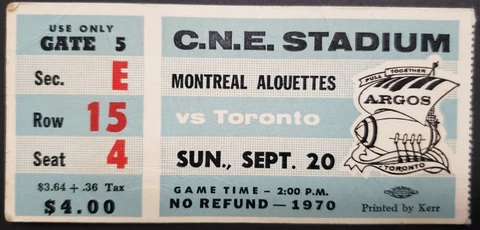 USE ONLY
GATE 5
Sec. E
Row 15
Seat 4
$3.64 + .36 Tax
$4.00
C.N.E. STADIUM
MONTREAL ALOUETTES
vs Toronto
SUN., SEPT. 20
GAME TIME - 2:00 P.M.
NO REFUND - 1970
PULL TOGETHER
ARGOS
TORONTO
Printed by Kerr